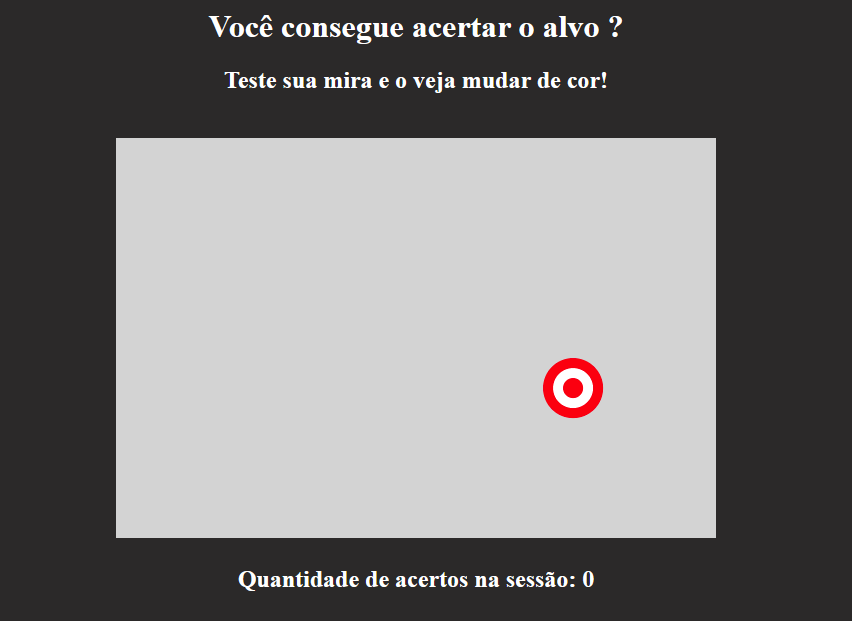 Você consegue acertar o alvo ?
Teste sua mira e o veja mudar de cor!
Quantidade de acertos na sessão: 0